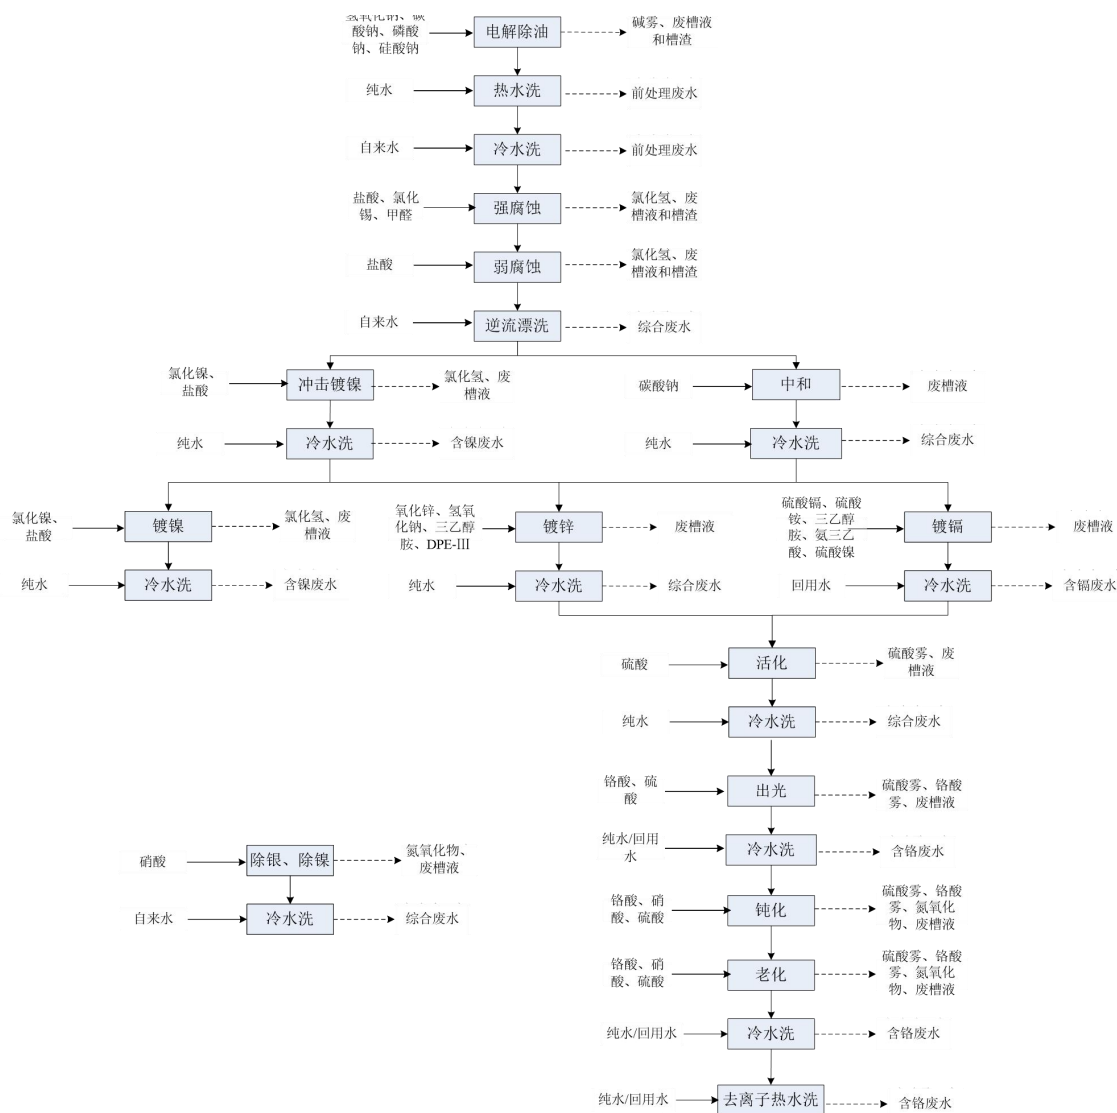 氢氧化钠、碳
酸钠、磷酸
钠、硅酸钠
电解除油
碱雾、废槽液
和槽渣
纯水
热水洗
前处理废水
自来水
冷水洗
前处理废水
盐酸、氯化
锡、甲醛
强腐蚀
氯化氢、废
槽液和槽渣
盐酸
弱腐蚀
氯化氢、废
槽液和槽渣
自来水
逆流漂洗
综合废水
氯化镍、
盐酸
冲击镀镍
氯化氢、废
槽液
碳酸钠
中和
废槽液
纯水
冷水洗
含镍废水
纯水
冷水洗
综合废水
氯化镍、
盐酸
镀镍
氯化氢、废
槽液
氧化锌、氢氧
化钠、三乙醇
胺、DPE-III
镀锌
废槽液
硫酸镉、硫酸
铵、三乙醇
胺、氨三乙
酸、硫酸镍
镀镉
废槽液
纯水
冷水洗
含镍废水
纯水
冷水洗
综合废水
回用水
冷水洗
含镉废水
硫酸
活化
硫酸雾、废
槽液
纯水
冷水洗
综合废水
铬酸、硫
酸
出光
硫酸雾、铬酸
雾、废槽液
纯水/回用
水
冷水洗
含铬废水
硝酸
除银、除镍
氮氧化物、
废槽液
自来水
冷水洗
综合废水
铬酸、硝
酸、硫酸
钝化
硫酸雾、铬酸
雾、氮氧化
物、废槽液
铬酸、硝
酸、硫酸
老化
硫酸雾、铬酸
雾、氮氧化
物、废槽液
纯水/回用水
冷水洗
含铬废水
纯水/回用水
去离子热水洗
含铬废水